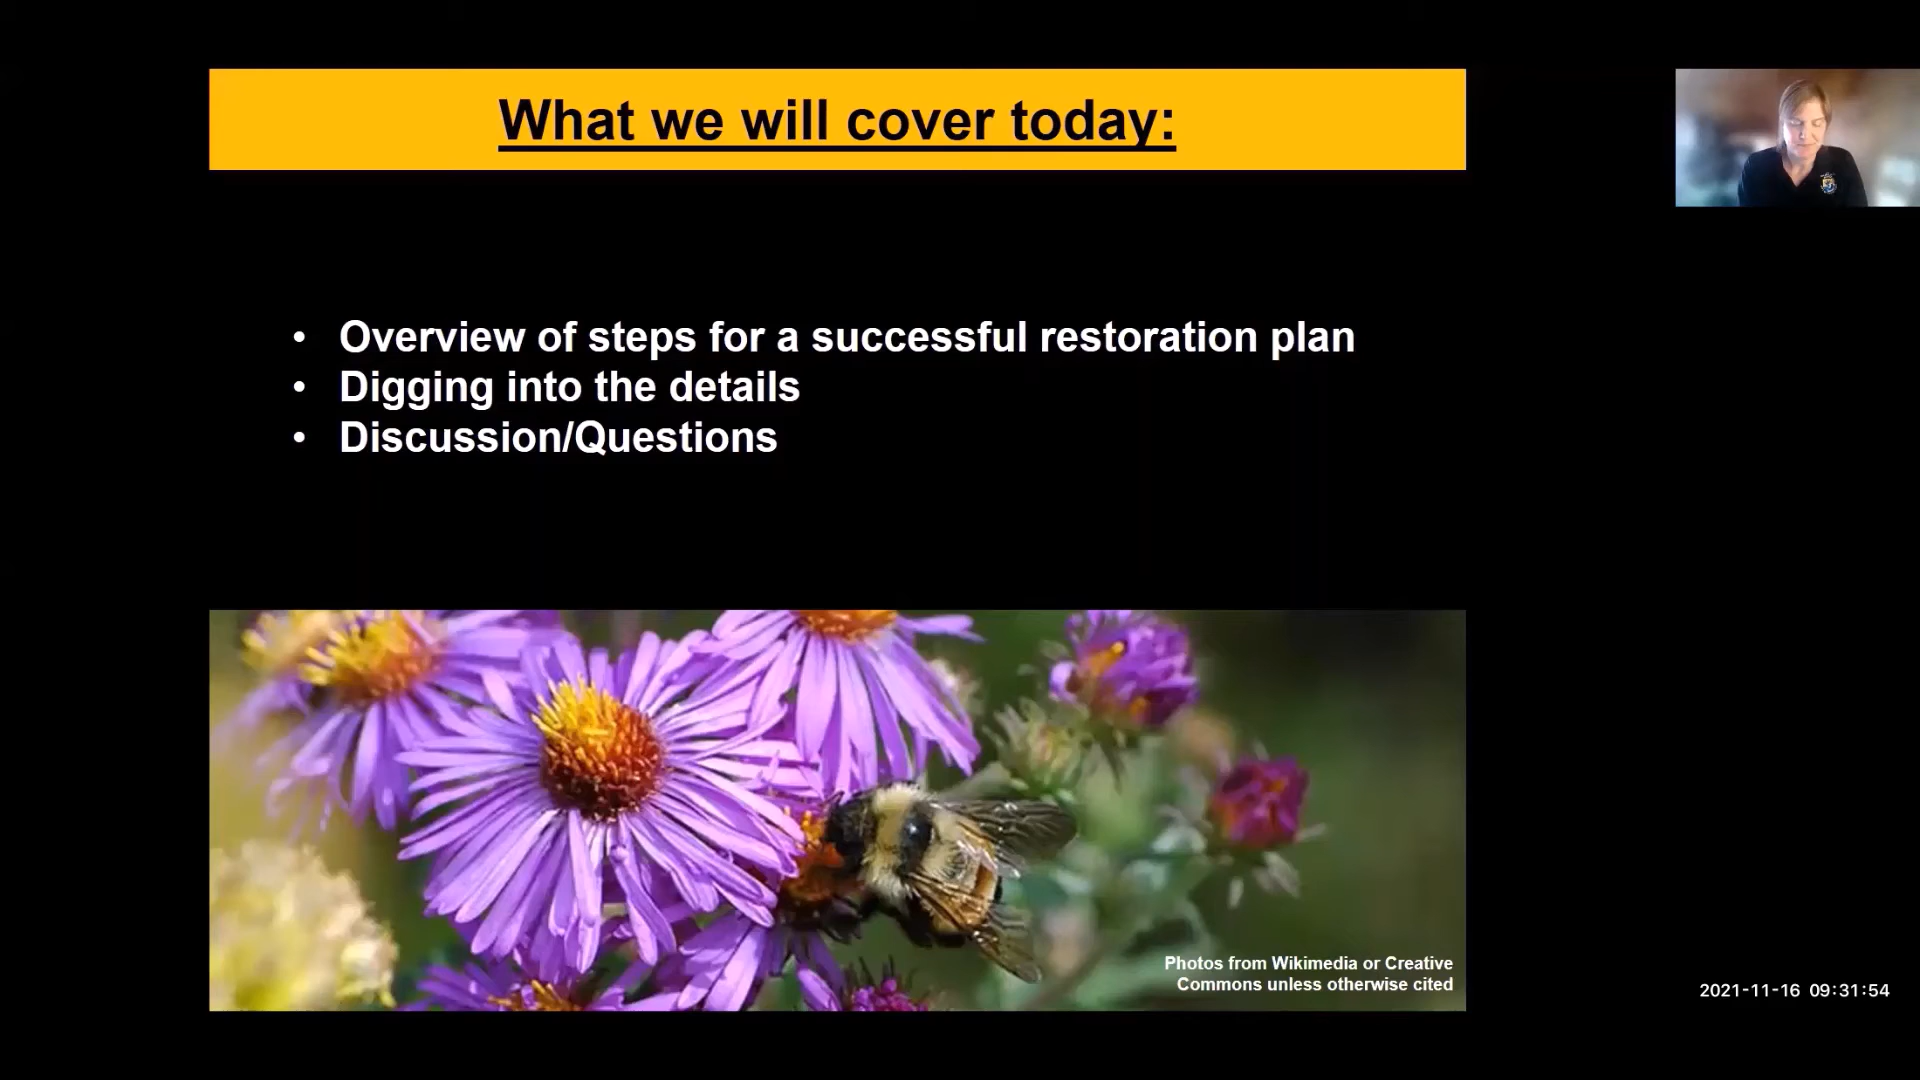 What we will cover today:
• Overview of steps for a successful restoration plan
• Digging into the details
• Discussion/Questions
Photos from Wikimedia or Creative
Commons unless otherwise cited
2021-11-16 09:31:54